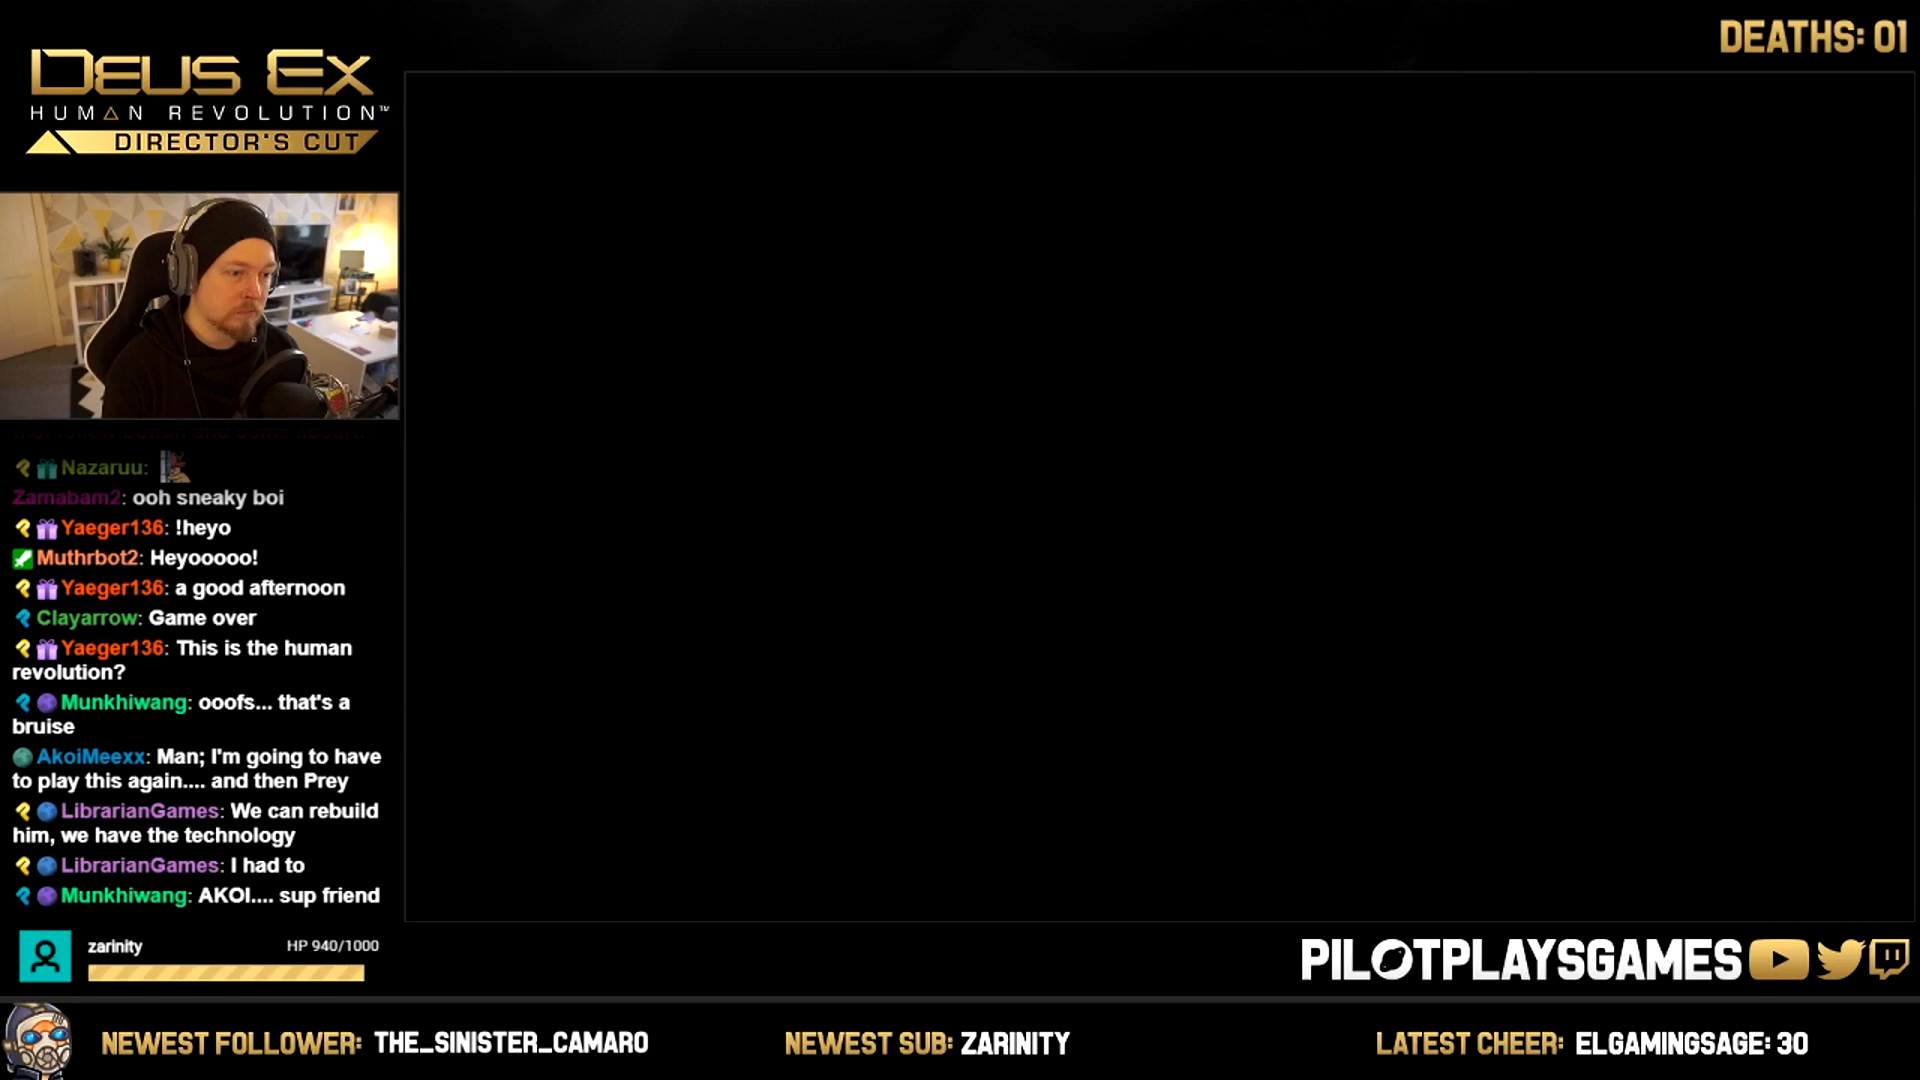 DEUS EX
HUMAN REVOLUTION™
DIRECTOR'S CUT
DEATHS: 01
Nazaruu:
Zamabam2: ooh sneaky boi
Yaeger136: !heyo
Muthrbot2: Heyooooo!
Yaeger136: a good afternoon
Clayarrow: Game over
Yaeger136: This is the human
revolution?
Munkhiwang: ooofs... that's a
bruise
AkoiMeexx: Man; I'm going to have
to play this again.... and then Prey
LibrarianGames: We can rebuild
him, we have the technology
LibrarianGames: I had to
Munkhiwang: AKOI.... sup friend
zarinity HP 940/1000
PILOTPLAYSGAMES
NEWEST FOLLOWER: THE_SINISTER_CAMARO NEWEST SUB: ZARINITY LATEST CHEER: ELGAMINGSAGE: 30